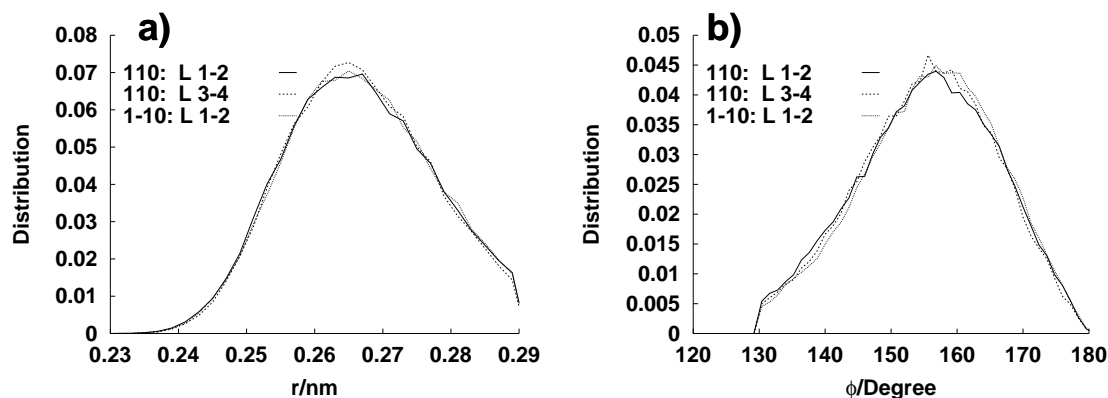 a)
0.08
0.07
0.06
0.05
0.04
0.03
0.02
0.01
0
110: L 1-2
110: L 3-4
1-10: L 1-2
Distribution
0.23 0.24 0.25 0.26 0.27 0.28 0.29
r/nm
b)
0.05
0.045
0.04
0.035
0.03
0.025
0.02
0.015
0.01
0.005
0
110: L 1-2
110: L 3-4
1-10: L 1-2
Distribution
120 130 140 150 160 170 180
ϕ/Degree